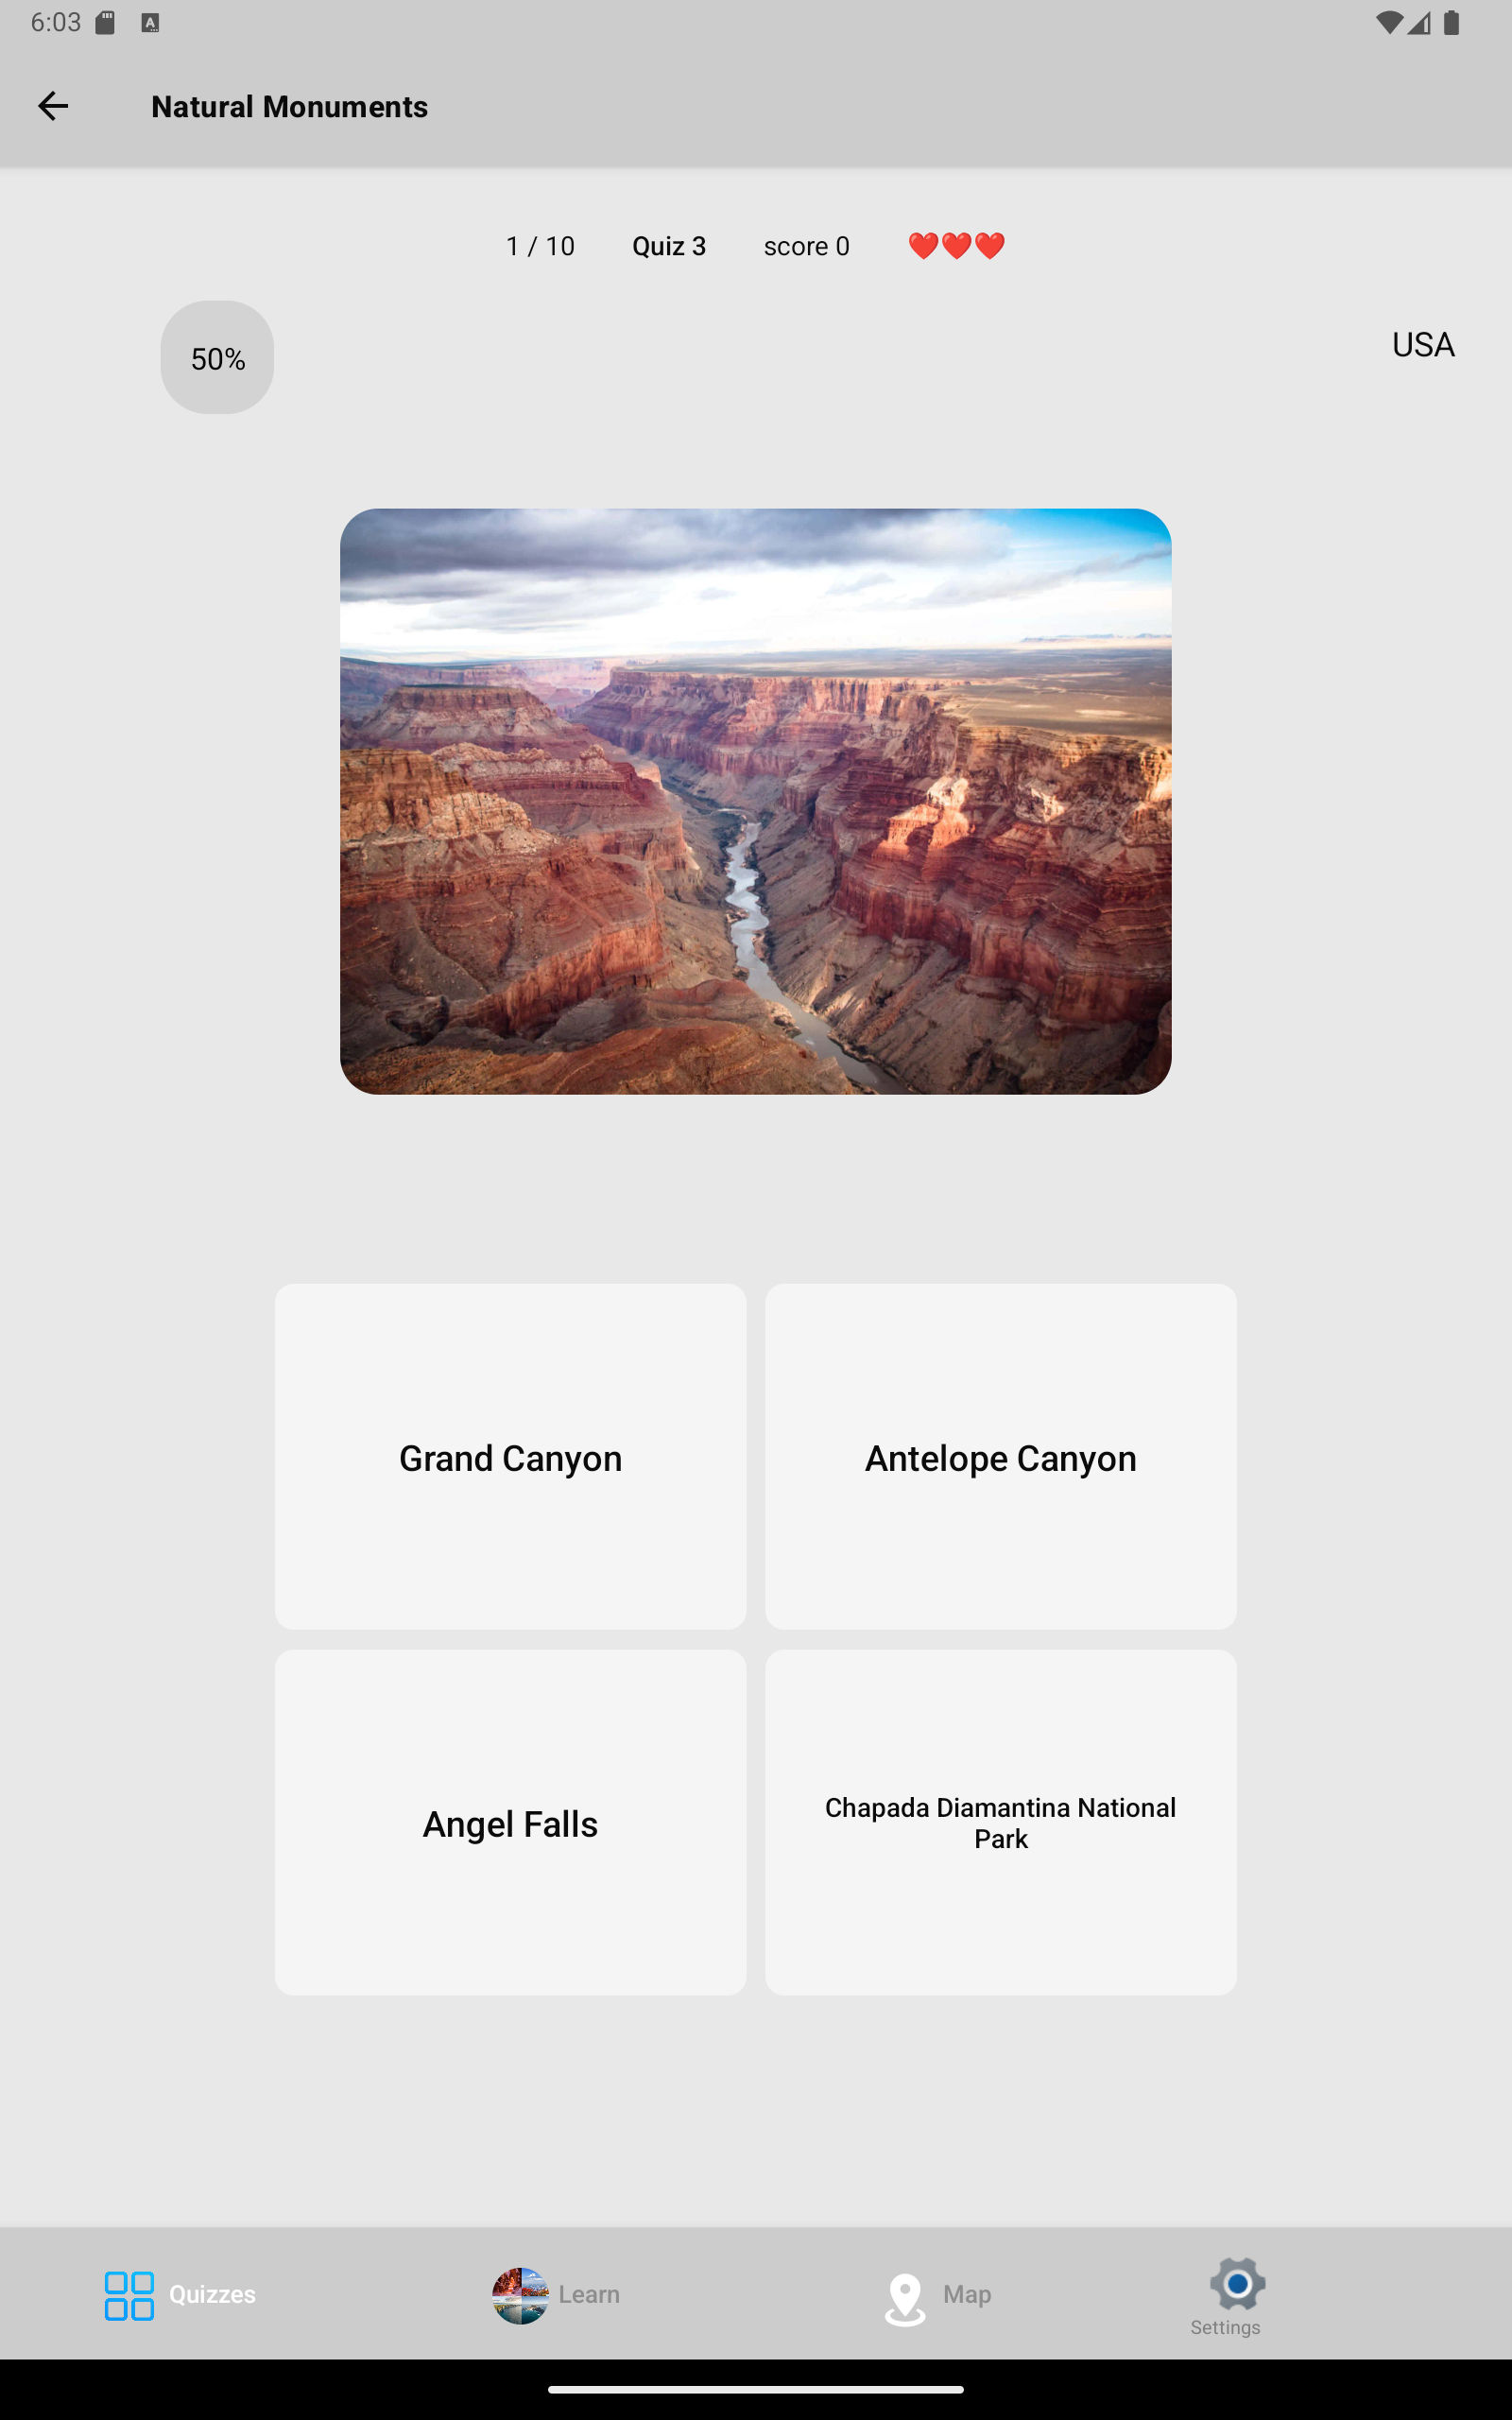 6:03
Natural Monuments
1 / 10 Quiz 3 score 0
50%
USA
Grand Canyon
Antelope Canyon
Angel Falls
Chapada Diamantina National
Park
Quizzes
Learn
Map
Settings